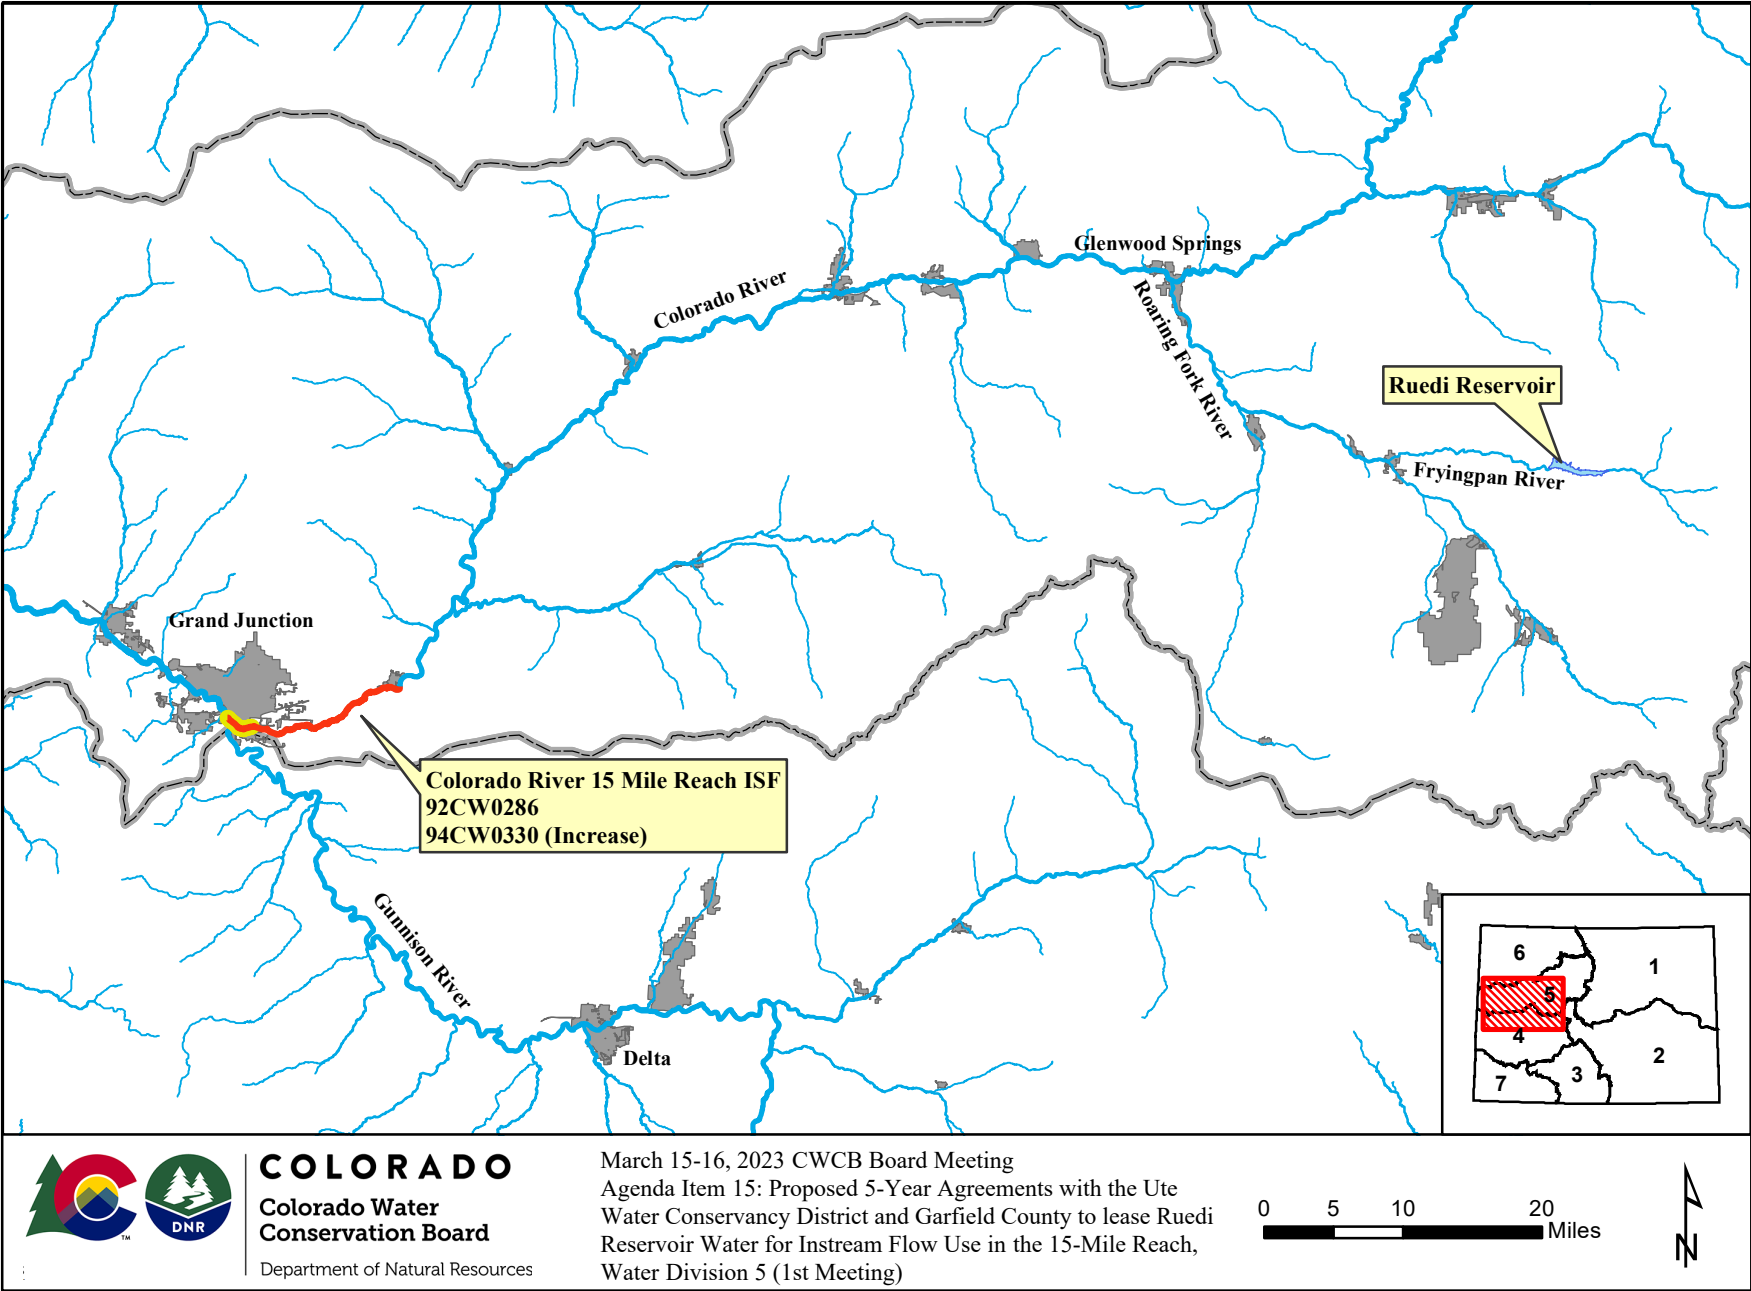 Glenwood Springs
Colorado River
Roaring Fork River
Ruedi Reservoir
Fryingpan River
Grand Junction
Colorado River 15 Mile Reach ISF
92CW0286
94CW0330 (Increase)
Gunnison River
Delta
6
1
5
4
2
3
7
COLORADO
Colorado Water
Conservation Board
Department of Natural Resources
DNR
TM
March 15-16, 2023 CWCB Board Meeting
Agenda Item 15: Proposed 5-Year Agreements with the Ute
Water Conservancy District and Garfield County to lease Ruedi
Reservoir Water for Instream Flow Use in the 15-Mile Reach,
Water Division 5 (1st Meeting)
0 5 10 20
Miles
N